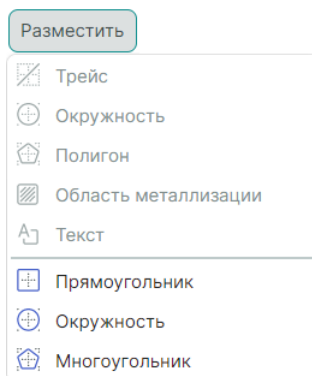 Разместить
Трейс
Окружность
Полигон
Область металлизации
Текст
Прямоугольник
Окружность
Многоугольник